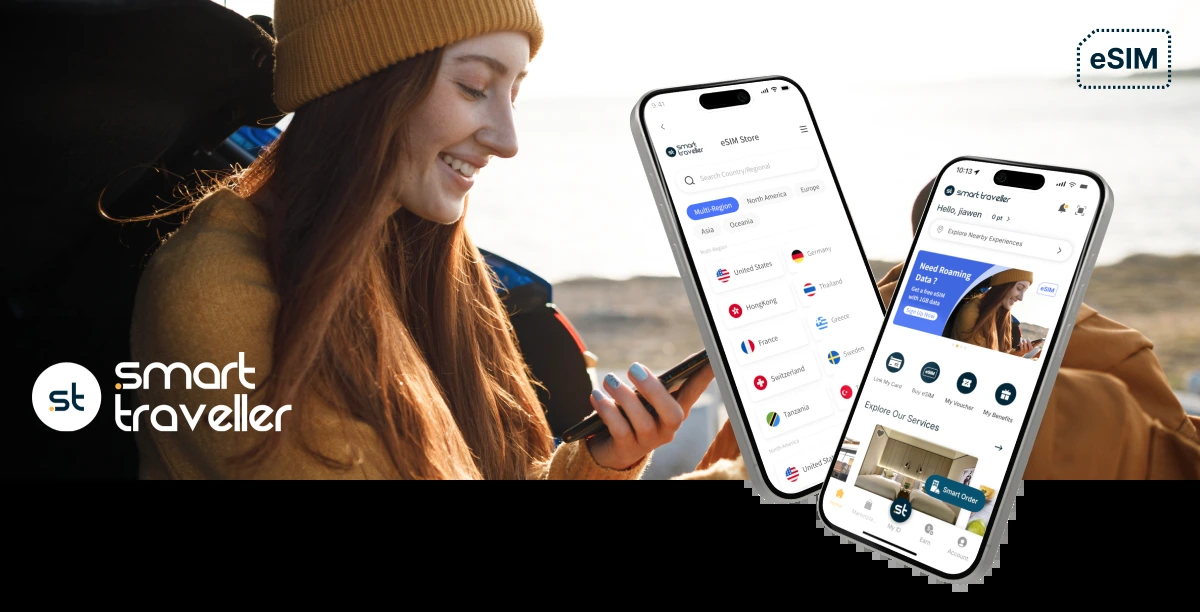 eSIM
9:41
smart
traveller
eSIM Store
Search Country/Regional
Multi-Region
North America
Europe
Asia
Oceania
Multi-Region
United States
Germany
HongKong
Thailand
France
Greece
Switzerland
Sweden
Tanzania
North America
10:13
st smart traveller
Hello, jiawen
0 pt
Explore Nearby Experiences
Need Roaming
Data ?
Get a free eSIM
with 1GB data
Sign Up Now
eSIM
Link My Card
Buy eSIM
My Voucher
My Benefits
Explore Our Services
Smart Order
Home
st
My ID
Earn
Account
st
smart
traveller